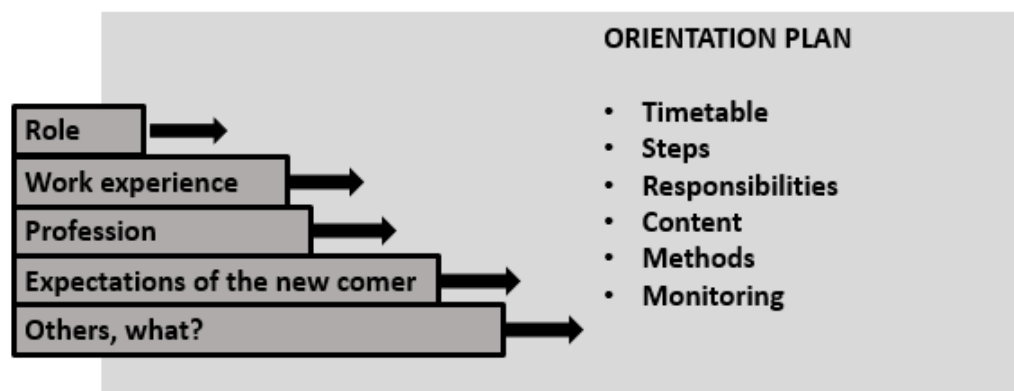 ORIENTATION PLAN
Role
Work experience
Profession
Expectations of the new comer
Others, what?
• Timetable
• Steps
• Responsibilities
• Content
• Methods
• Monitoring